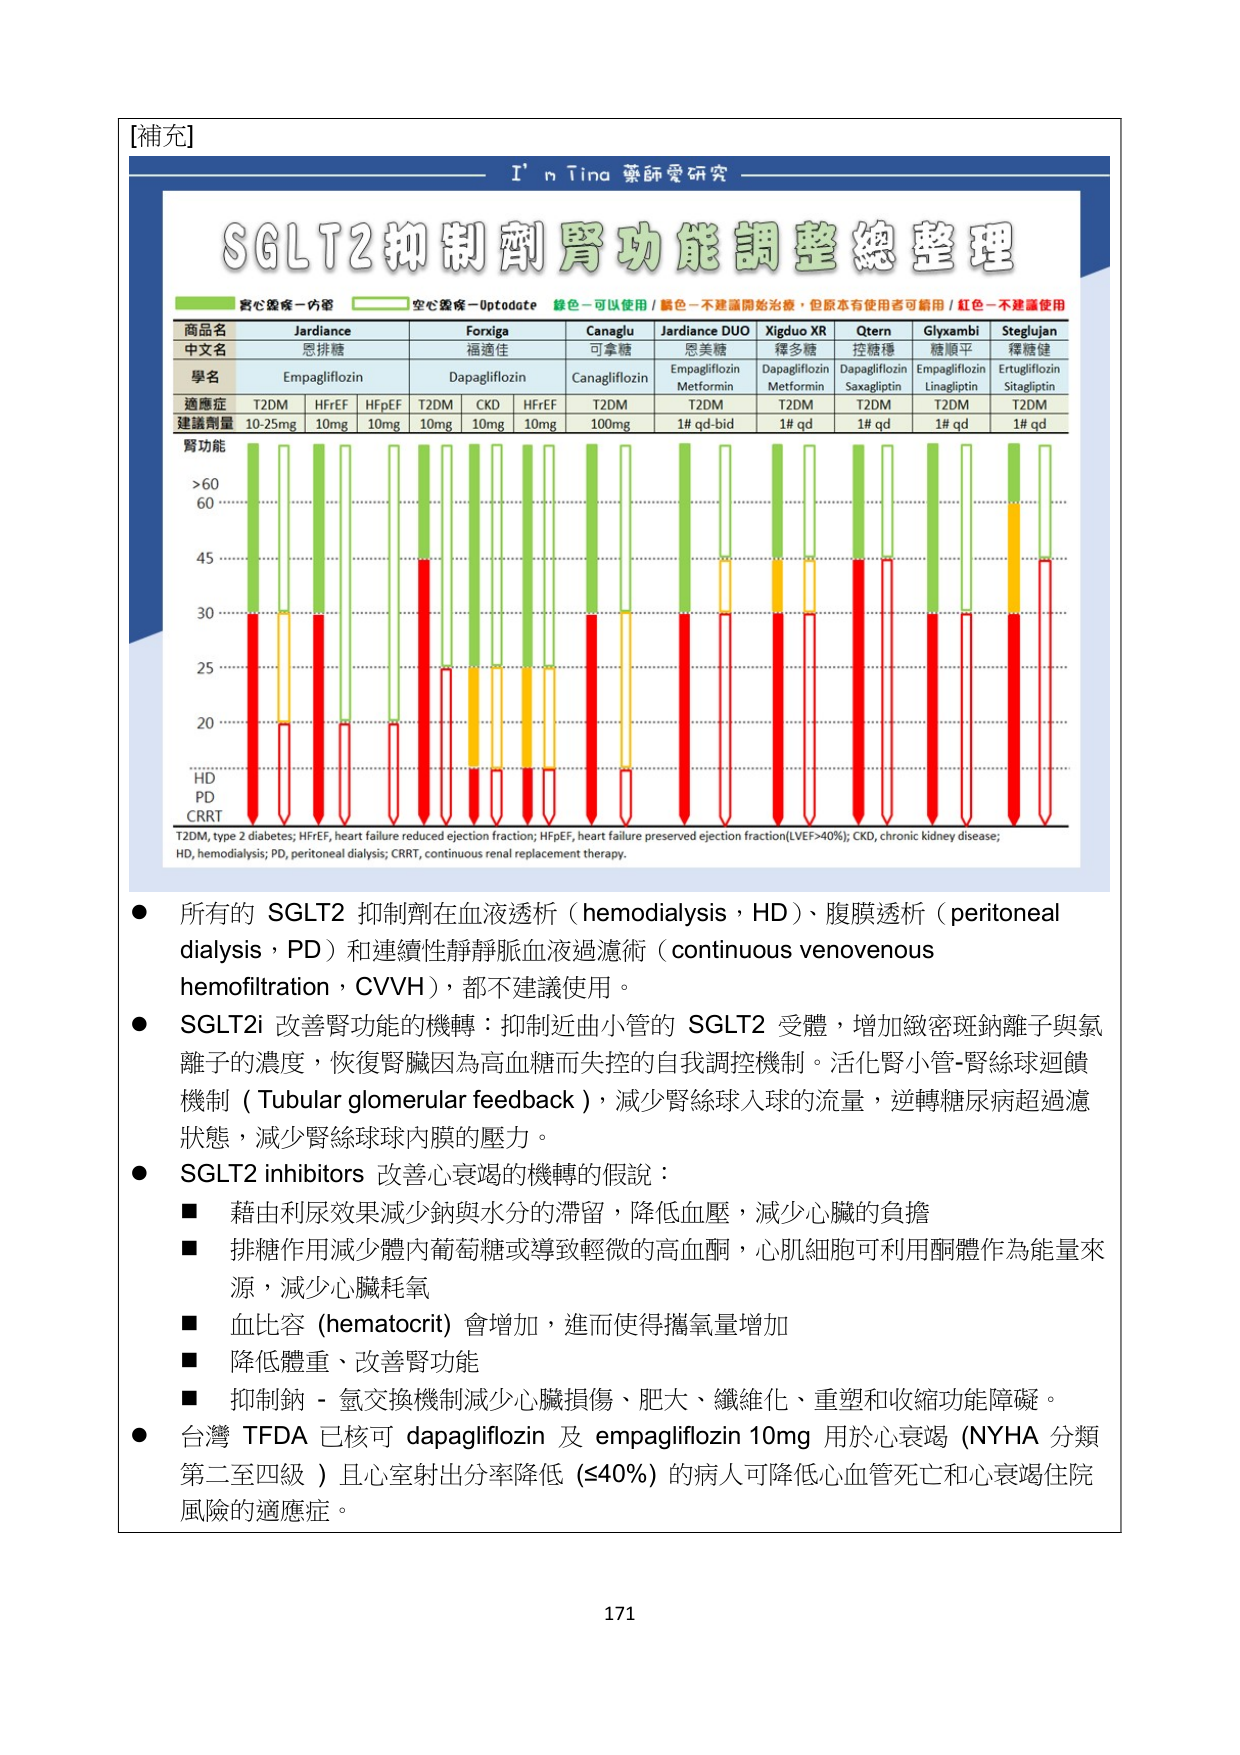 [補充]
I’m Tina 藥師愛研究
SGLT2抑制劑腎功能調整總整理
實心線條－仿單 空心線條－Uptodate 綠色－可以使用 / 橘色－不建議開始治療，但原本有使用者可續用 / 紅色－不建議使用
商品名 Jardiance Forxiga Canaglu Jardiance DUO Xigduo XR Qtern Glyxambi Steglujan
中文名 恩排糖 福適佳 可拿糖 恩美糖 釋多糖 控糖穩 糖順平 釋糖健
學名 Empagliflozin Dapagliflozin Canagliflozin Empagliflozin Metformin Dapagliflozin Metformin Dapagliflozin Saxagliptin Empagliflozin Linagliptin Ertugliflozin Sitagliptin
適應症 T2DM HFrEF HFpEF T2DM CKD HFrEF T2DM T2DM T2DM T2DM T2DM T2DM
建議劑量 10-25mg 10mg 10mg 10mg 10mg 10mg 100mg 1# qd-bid 1# qd 1# qd 1# qd 1# qd
腎功能
>60
60
45
30
25
20
HD
PD
CRRT
T2DM, type 2 diabetes; HFrEF, heart failure reduced ejection fraction; HFpEF, heart failure preserved ejection fraction(LVEF>40%); CKD, chronic kidney disease;
HD, hemodialysis; PD, peritoneal dialysis; CRRT, continuous renal replacement therapy.
● 所有的 SGLT2 抑制劑在血液透析（hemodialysis，HD）、腹膜透析（peritoneal
dialysis，PD）和連續性靜靜脈血液過濾術（continuous venovenous
hemofiltration，CVVH），都不建議使用。
● SGLT2i 改善腎功能的機轉：抑制近曲小管的 SGLT2 受體，增加緻密斑鈉離子與氯
離子的濃度，恢復腎臟因為高血糖而失控的自我調控機制。活化腎小管-腎絲球迴饋
機制 ( Tubular glomerular feedback )，減少腎絲球入球的流量，逆轉糖尿病超過濾
狀態，減少腎絲球球內膜的壓力。
● SGLT2 inhibitors 改善心衰竭的機轉的假說：
■ 藉由利尿效果減少鈉與水分的滯留，降低血壓，減少心臟的負擔
■ 排糖作用減少體內葡萄糖或導致輕微的高血酮，心肌細胞可利用酮體作為能量來
源，減少心臟耗氧
■ 血比容 (hematocrit) 會增加，進而使得攜氧量增加
■ 降低體重、改善腎功能
■ 抑制鈉 - 氫交換機制減少心臟損傷、肥大、纖維化、重塑和收縮功能障礙。
● 台灣 TFDA 已核可 dapagliflozin 及 empagliflozin 10mg 用於心衰竭 (NYHA 分類
第二至四級 ) 且心室射出分率降低 (≤40%) 的病人可降低心血管死亡和心衰竭住院
風險的適應症。
171